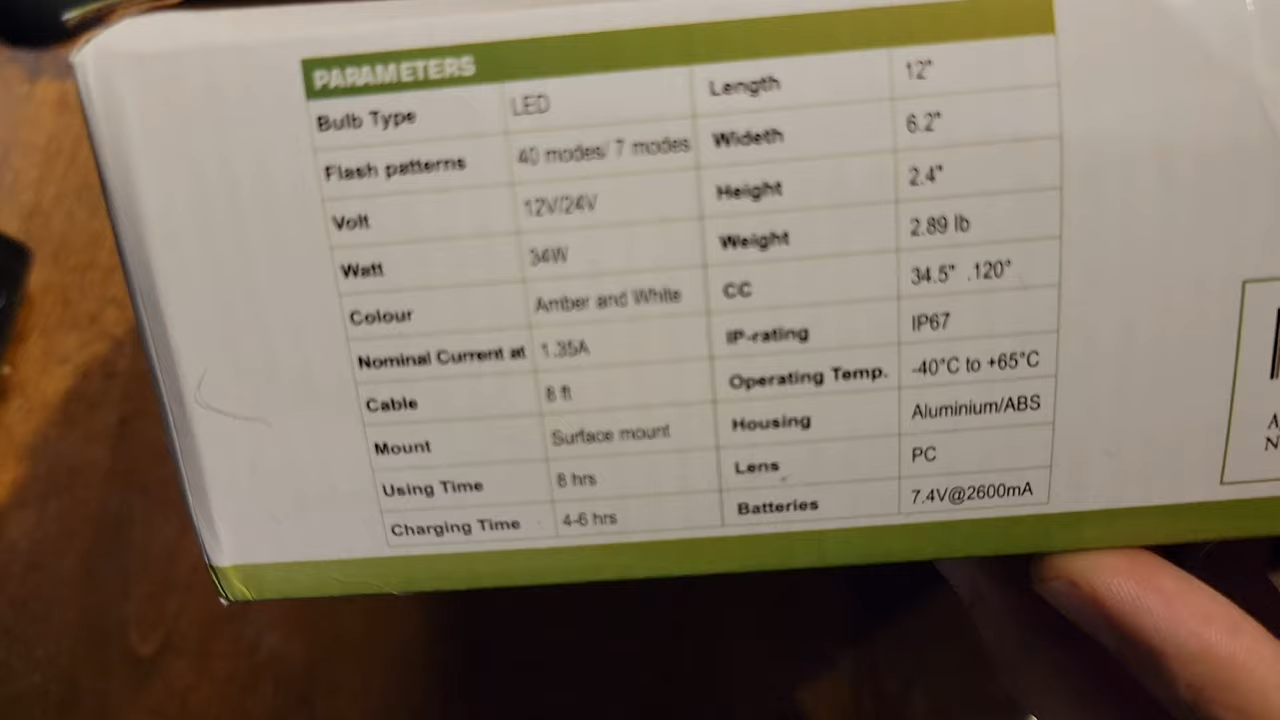 PARAMETERS
Bulb Type LED Length 12"
Flash patterns 40 modes/ 7 modes Wideth 6.2"
Volt 12V/24V Height 2.4"
Watt 34W Weight 2.89 lb
Colour Amber and White CC 34.5" .120°
Nominal Current at 1.35A IP-rating IP67
Cable 8 ft Operating Temp. -40°C to +65°C
Mount Surface mount Housing Aluminium/ABS
Using Time 8 hrs Lens PC
Charging Time 4-6 hrs Batteries 7.4V@2600mA